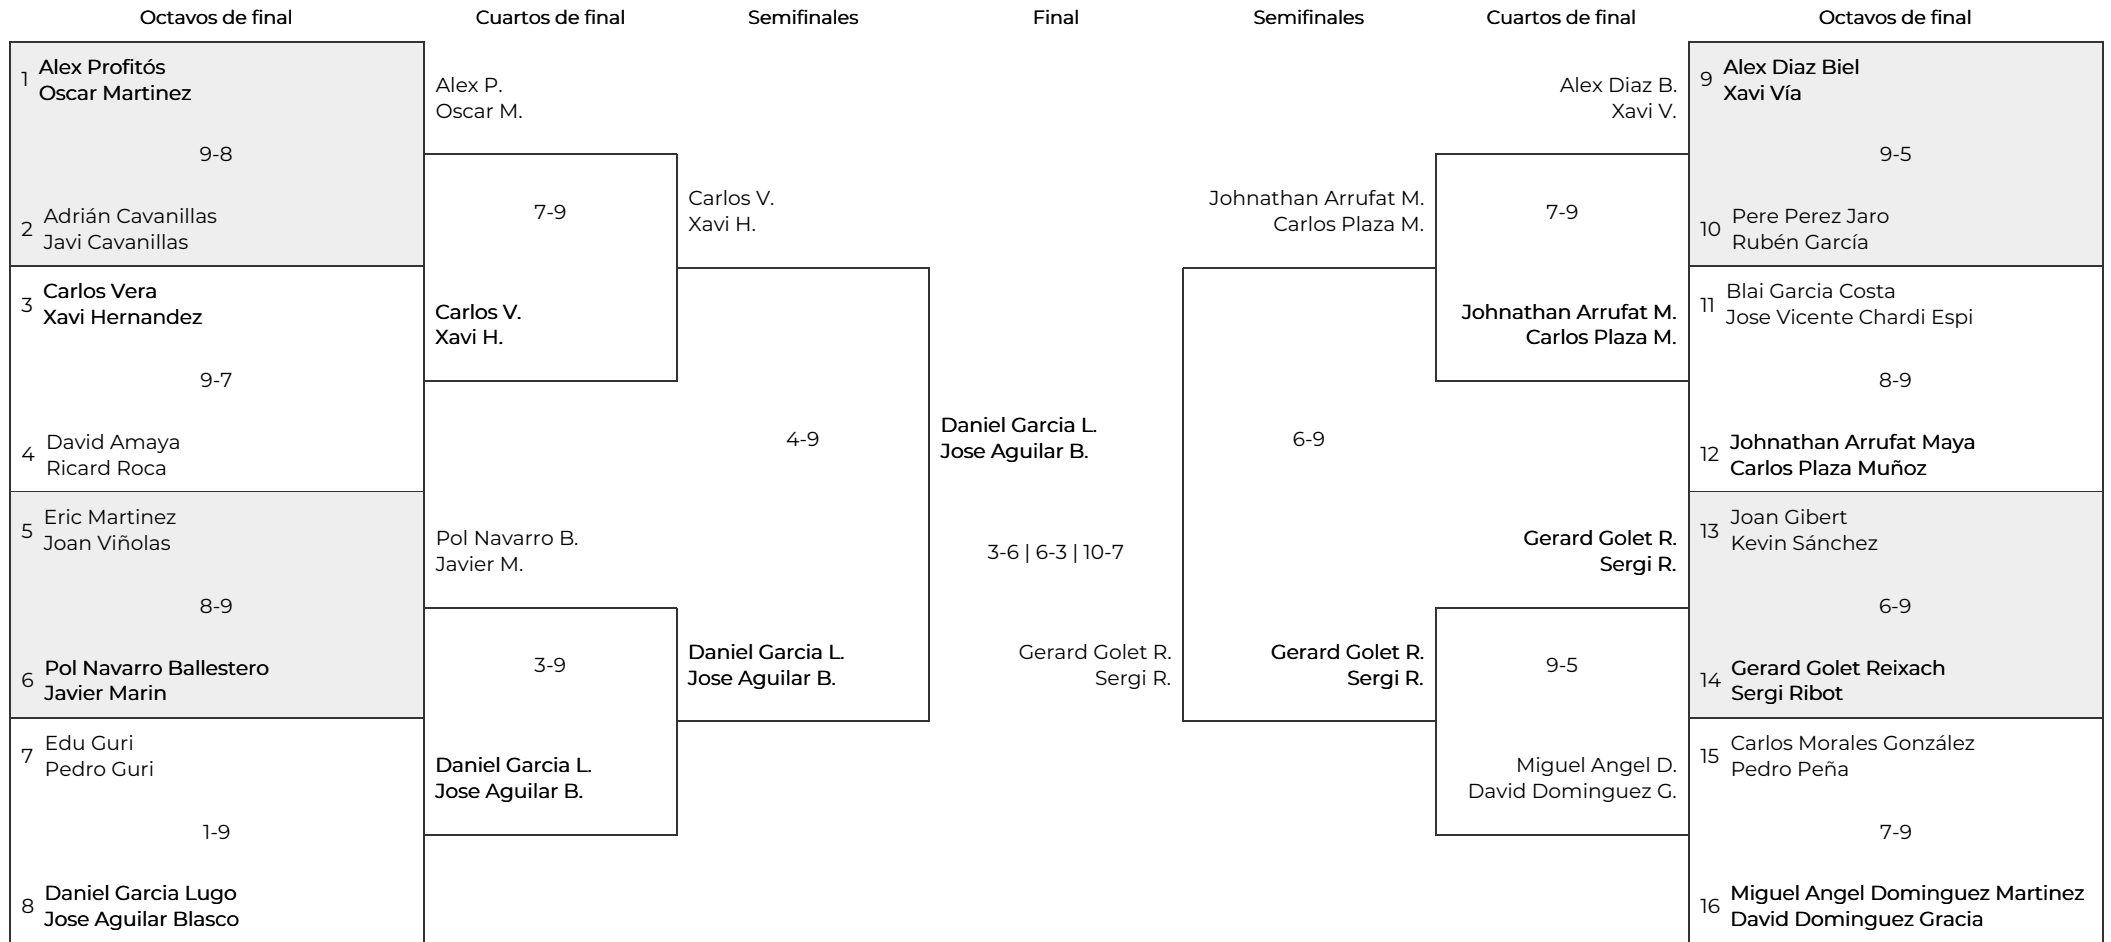 Octavos de final
Cuartos de final
Semifinales
Final
Semifinales
Cuartos de final
Octavos de final
1
Alex Profitós
Oscar Martinez
9-8
2
Adrián Cavanillas
Javi Cavanillas
3
Carlos Vera
Xavi Hernandez
9-7
4
David Amaya
Ricard Roca
5
Eric Martinez
Joan Viñolas
8-9
6
Pol Navarro Ballestero
Javier Marin
7
Edu Guri
Pedro Guri
1-9
8
Daniel Garcia Lugo
Jose Aguilar Blasco
Alex P.
Oscar M.
7-9
Carlos V.
Xavi H.
Pol Navarro B.
Javier M.
3-9
Daniel Garcia L.
Jose Aguilar B.
Carlos V.
Xavi H.
4-9
Daniel Garcia L.
Jose Aguilar B.
Daniel Garcia L.
Jose Aguilar B.
3-6 | 6-3 | 10-7
Gerard Golet R.
Sergi R.
Johnathan Arrufat M.
Carlos Plaza M.
6-9
Gerard Golet R.
Sergi R.
Alex Diaz B.
Xavi V.
7-9
Johnathan Arrufat M.
Carlos Plaza M.
Gerard Golet R.
Sergi R.
9-5
Miguel Angel D.
David Dominguez G.
9
Alex Diaz Biel
Xavi Vía
9-5
10
Pere Perez Jaro
Rubén García
11
Blai Garcia Costa
Jose Vicente Chardi Espi
8-9
12
Johnathan Arrufat Maya
Carlos Plaza Muñoz
13
Joan Gibert
Kevin Sánchez
6-9
14
Gerard Golet Reixach
Sergi Ribot
15
Carlos Morales González
Pedro Peña
7-9
16
Miguel Angel Dominguez Martinez
David Dominguez Gracia